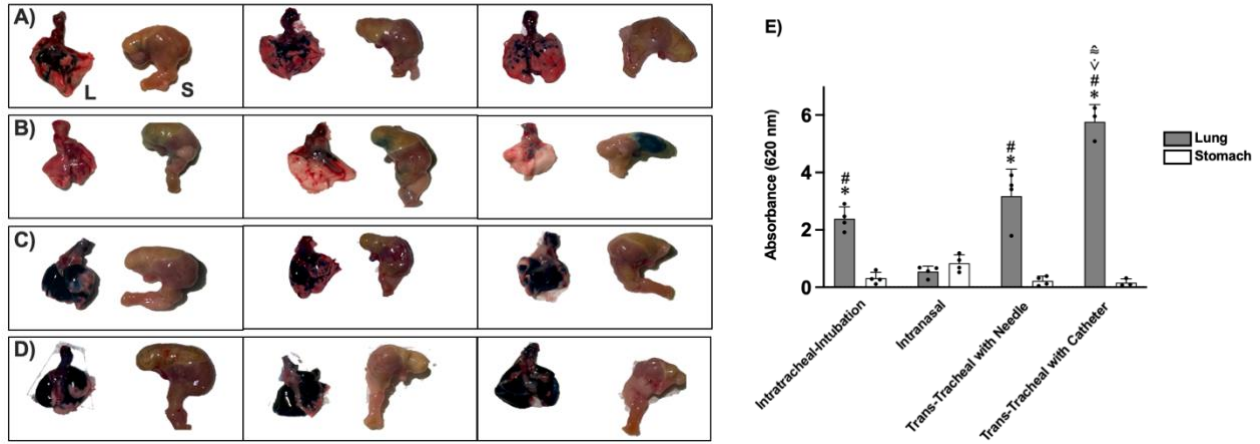 A)
L
S
B)
C)
D)
E)
Absorbance (620 nm)
6
4
2
0
#
*
#
*
≈̂
∨̇
#
*
Intratracheal-Intubation
Intranasal
Trans-Tracheal with Needle
Trans-Tracheal with Catheter
Lung
Stomach